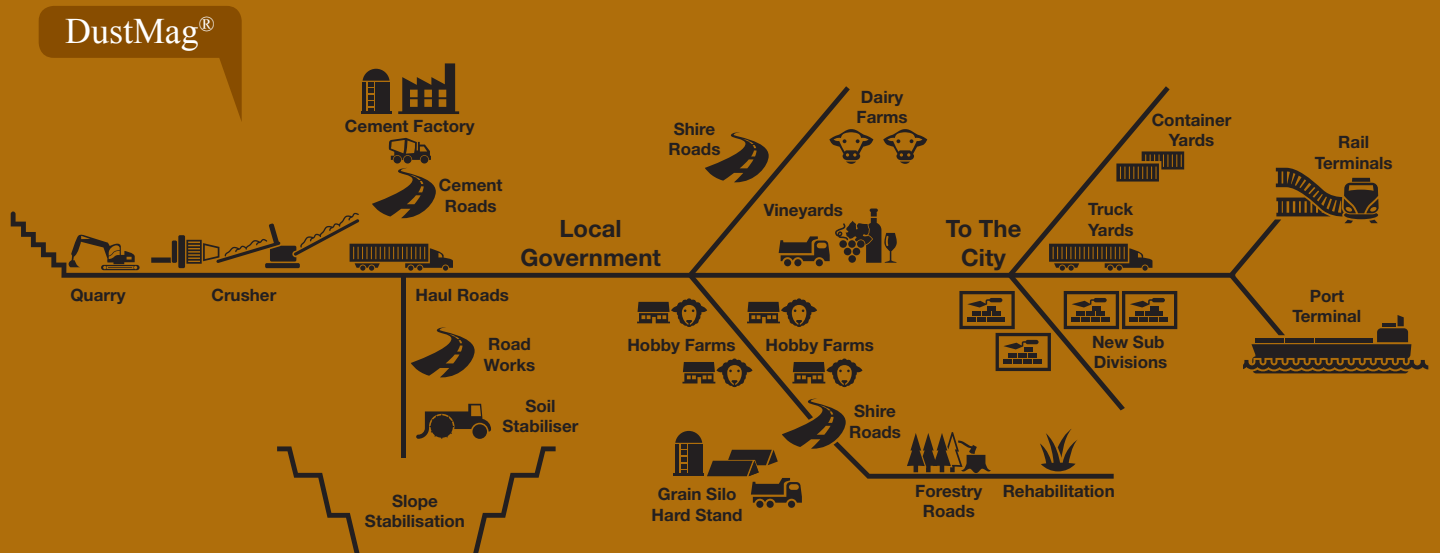 DustMag®
Cement Factory
Cement
Roads
Quarry
Crusher
Haul Roads
Road
Works
Soil
Stabiliser
Slope
Stabilisation
Local
Government
Shire
Roads
Dairy
Farms
Vineyards
Hobby Farms
Hobby Farms
Shire
Roads
Grain Silo
Hard Stand
Forestry
Roads
Rehabilitation
To The
City
Container
Yards
Truck
Yards
New Sub
Divisions
Rail
Terminals
Port
Terminal